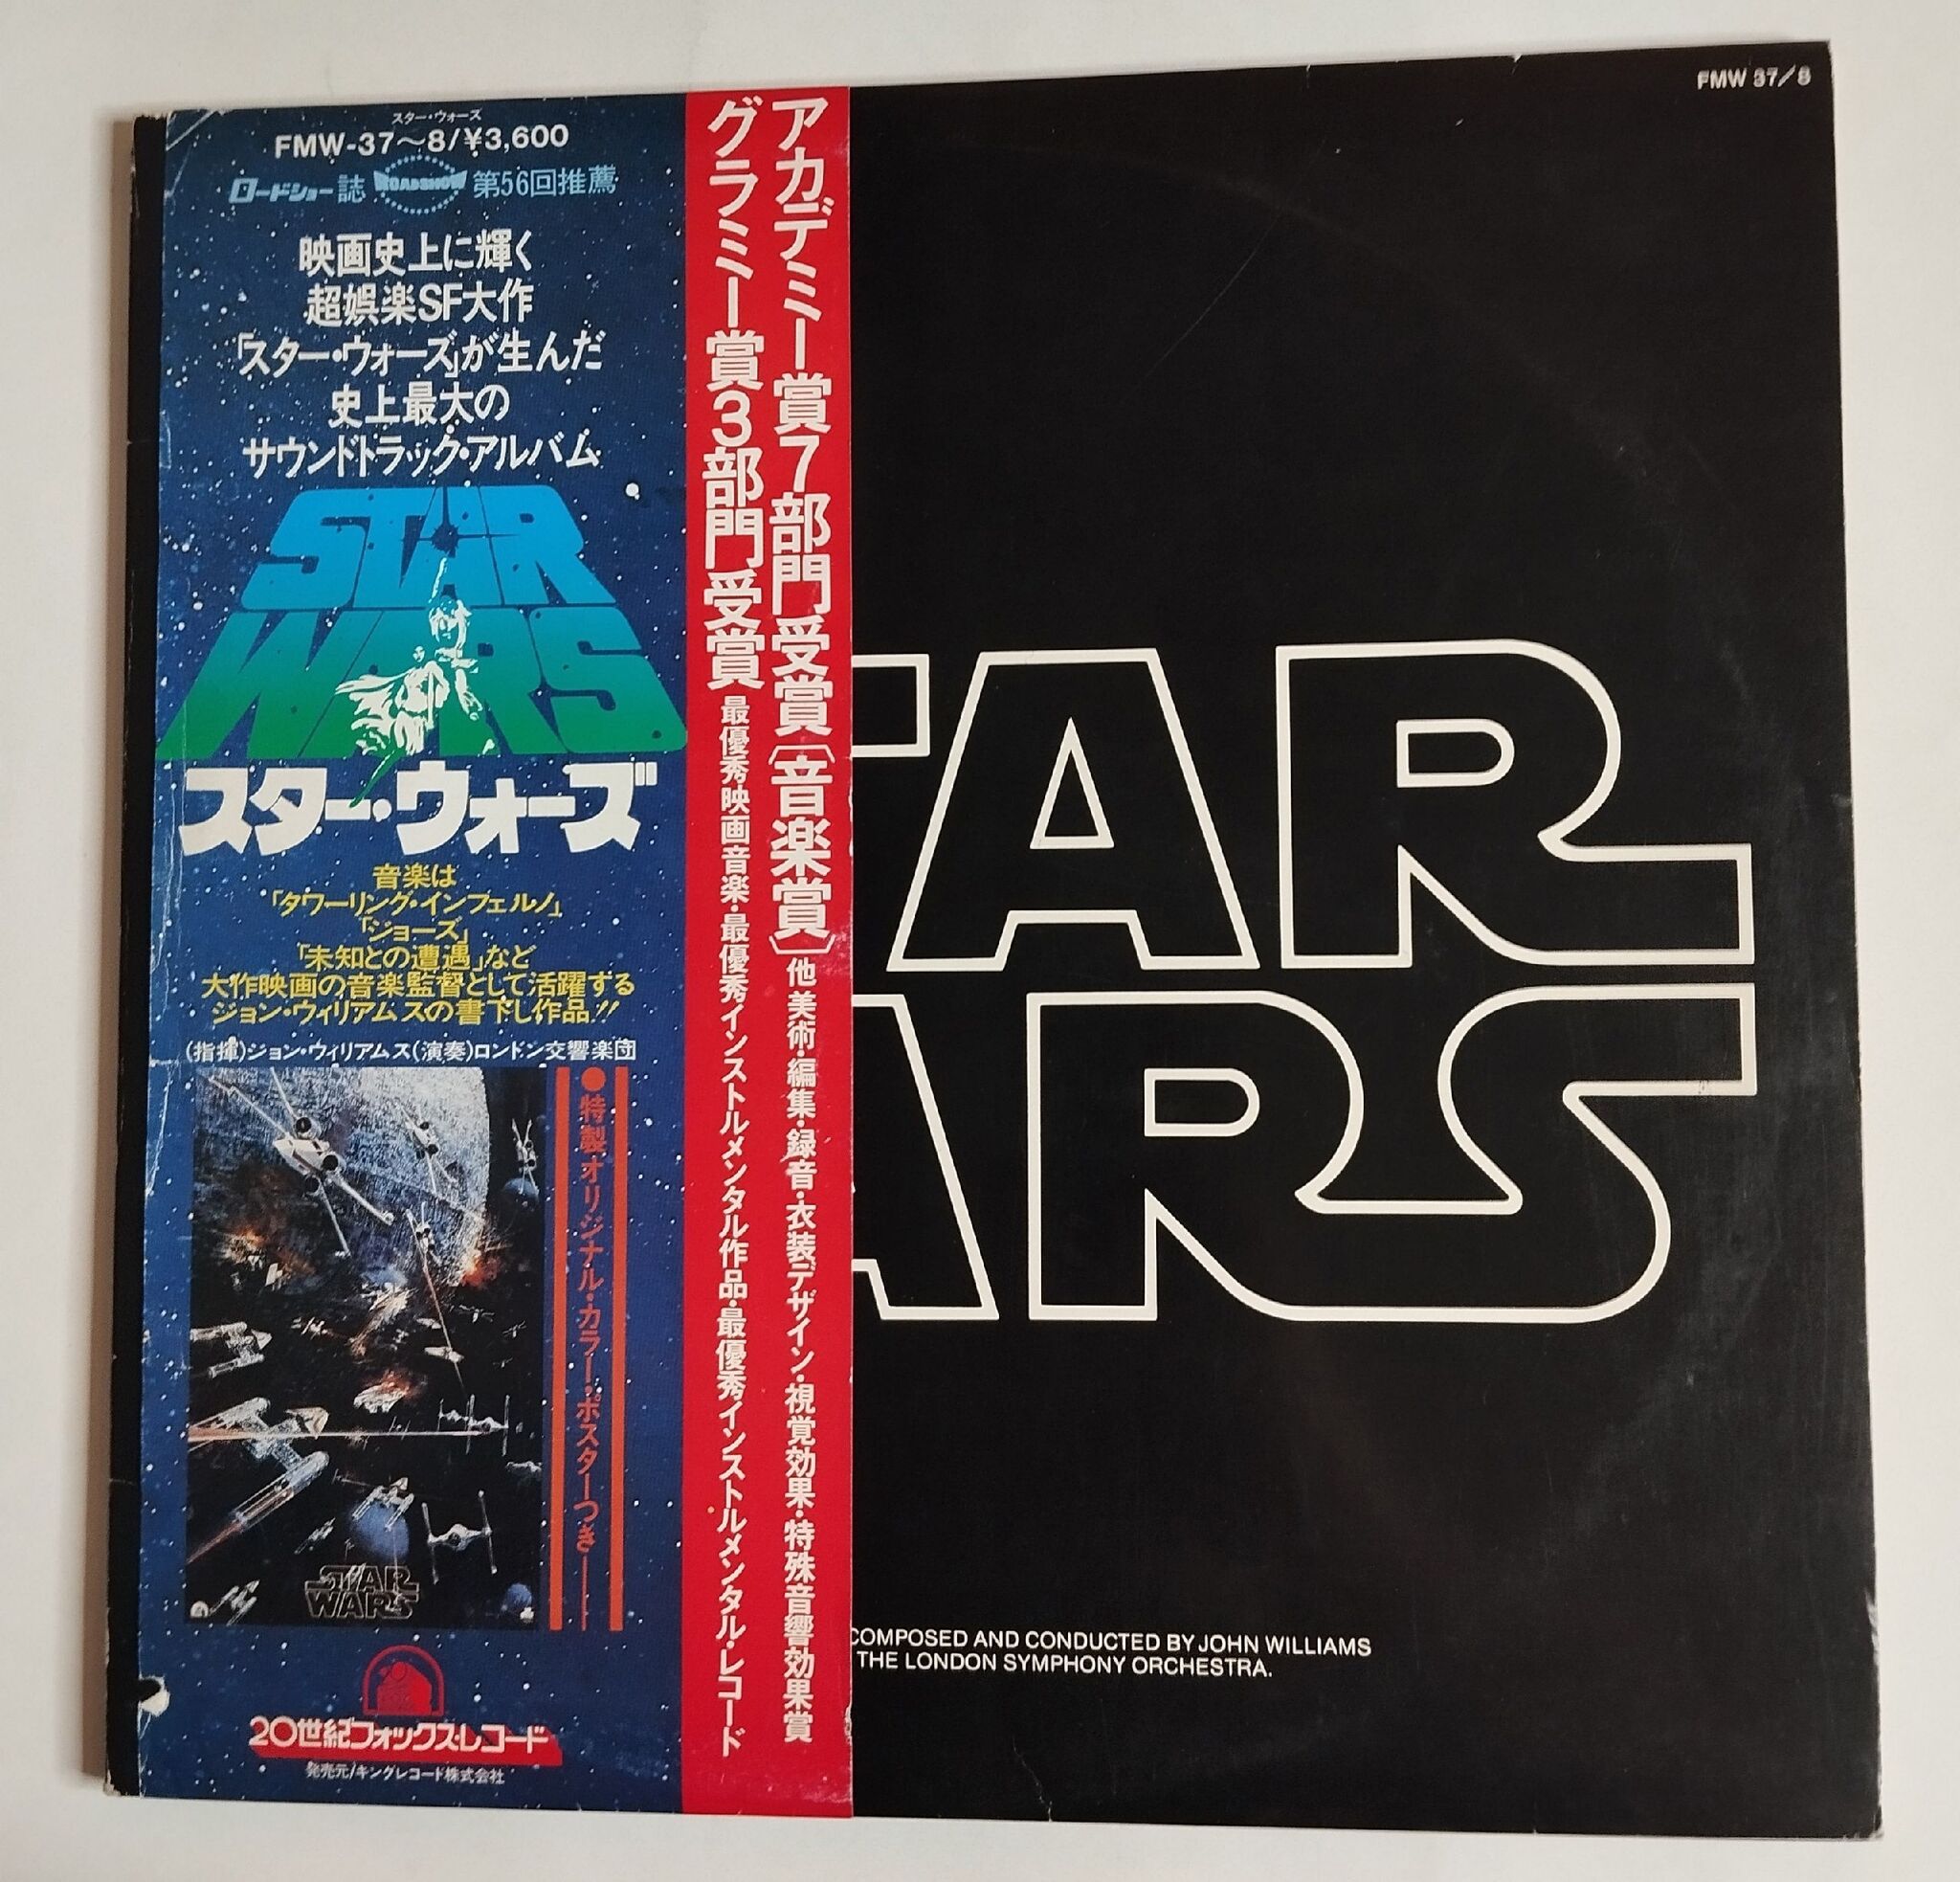 スター・ウォーズ
FMW-37〜8/¥3,600
ロードショー誌 ROADSHOW 第56回推薦
映画史上に輝く
超娯楽SF大作
「スター・ウォーズ」が生んだ
史上最大の
サウンドトラック・アルバム
STAR
WARS
スター・ウォーズ
音楽は
「タワーリング・インフェルノ」
「ジョーズ」
「未知との遭遇」など
大作映画の音楽監督として活躍する
ジョン・ウィリアムスの書下し作品!!
(指揮)ジョン・ウィリアムス(演奏)ロンドン交響楽団
●特製オリジナル・カラー・ポスターつき
STAR
WARS
20世紀フォックス・レコード
発売元/キングレコード株式会社
アカデミー賞7部門受賞〔音楽賞〕他美術・編集・録音・衣装デザイン・視覚効果・特殊音響効果賞
グラミー賞3部門受賞 最優秀映画音楽・最優秀インストルメンタル作品・最優秀インストルメンタル・レコード
FMW 37/8
TAR
ARS
COMPOSED AND CONDUCTED BY JOHN WILLIAMS
THE LONDON SYMPHONY ORCHESTRA.